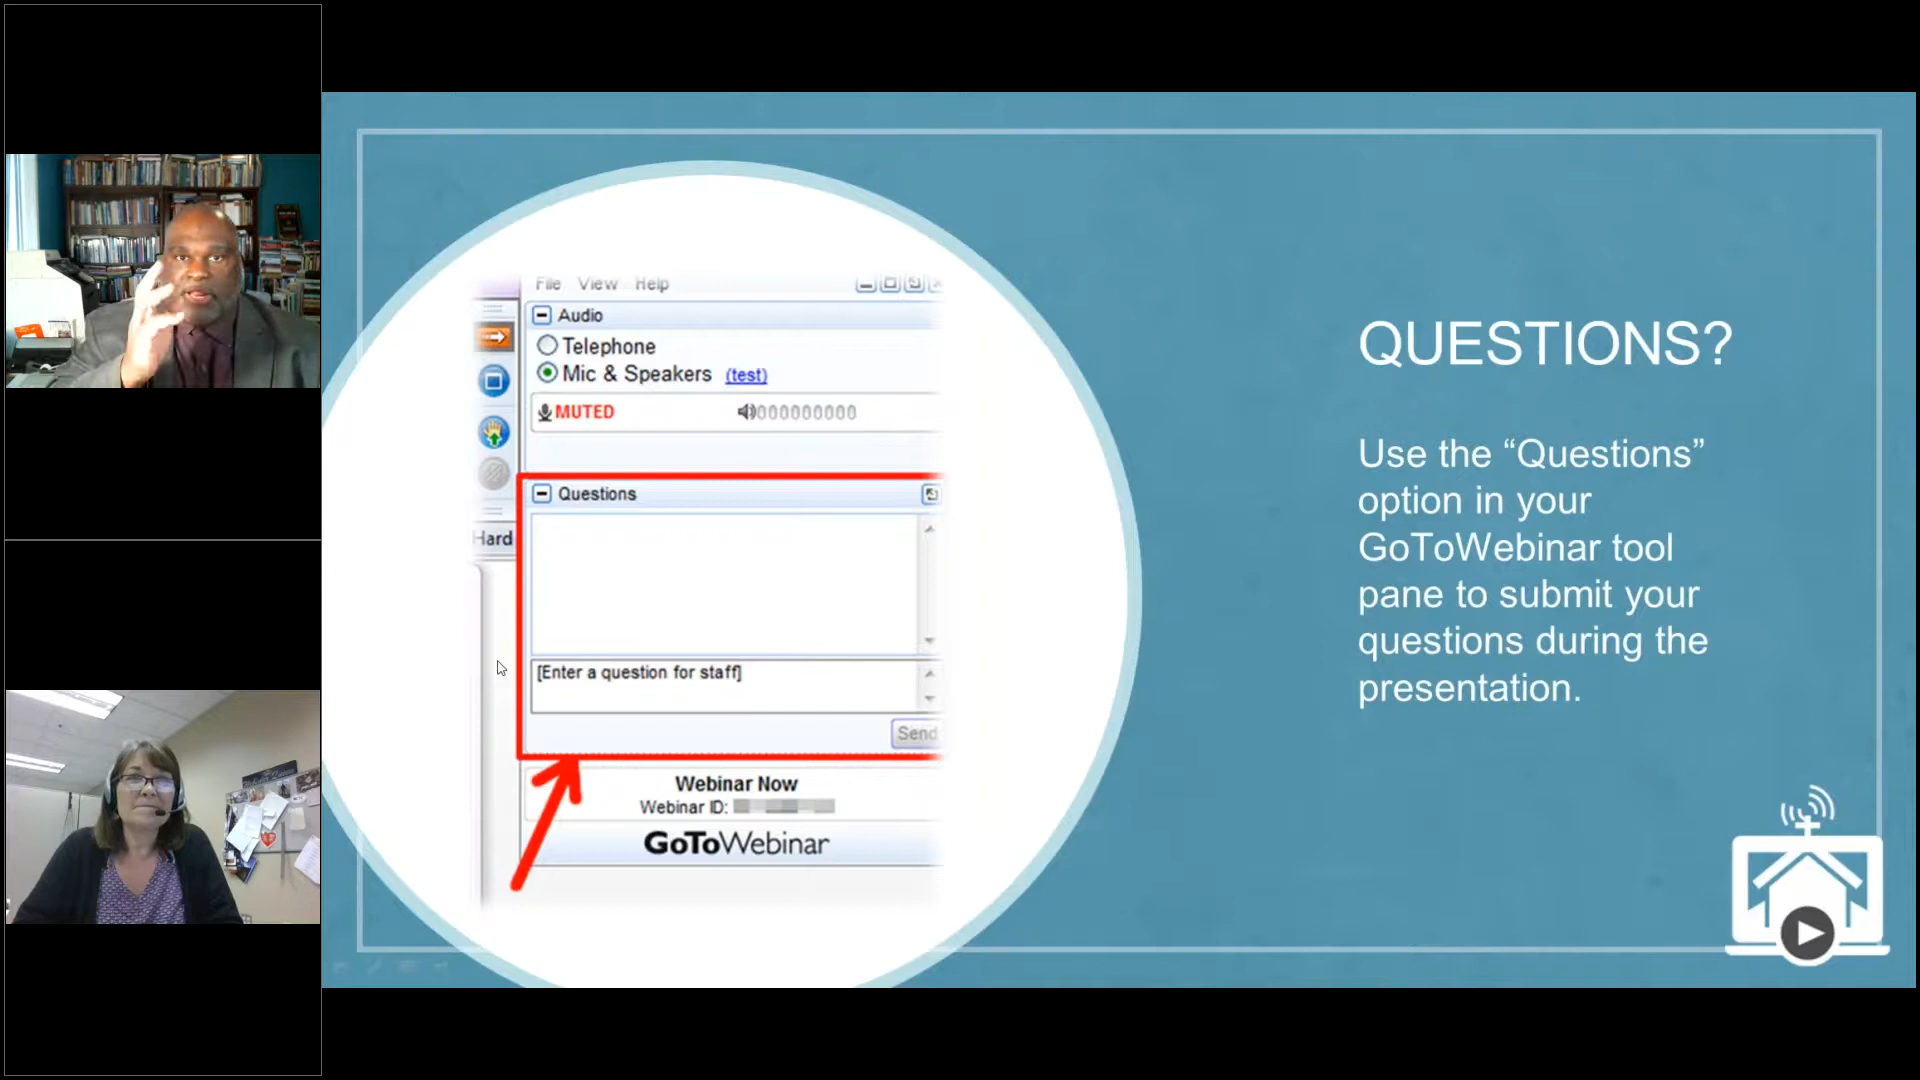 File View Help
Audio
Telephone
Mic & Speakers (test)
MUTED
Questions
Hard
[Enter a question for staff]
Send
Webinar Now
Webinar ID:
GoToWebinar
QUESTIONS?
Use the “Questions”
option in your
GoToWebinar tool
pane to submit your
questions during the
presentation.